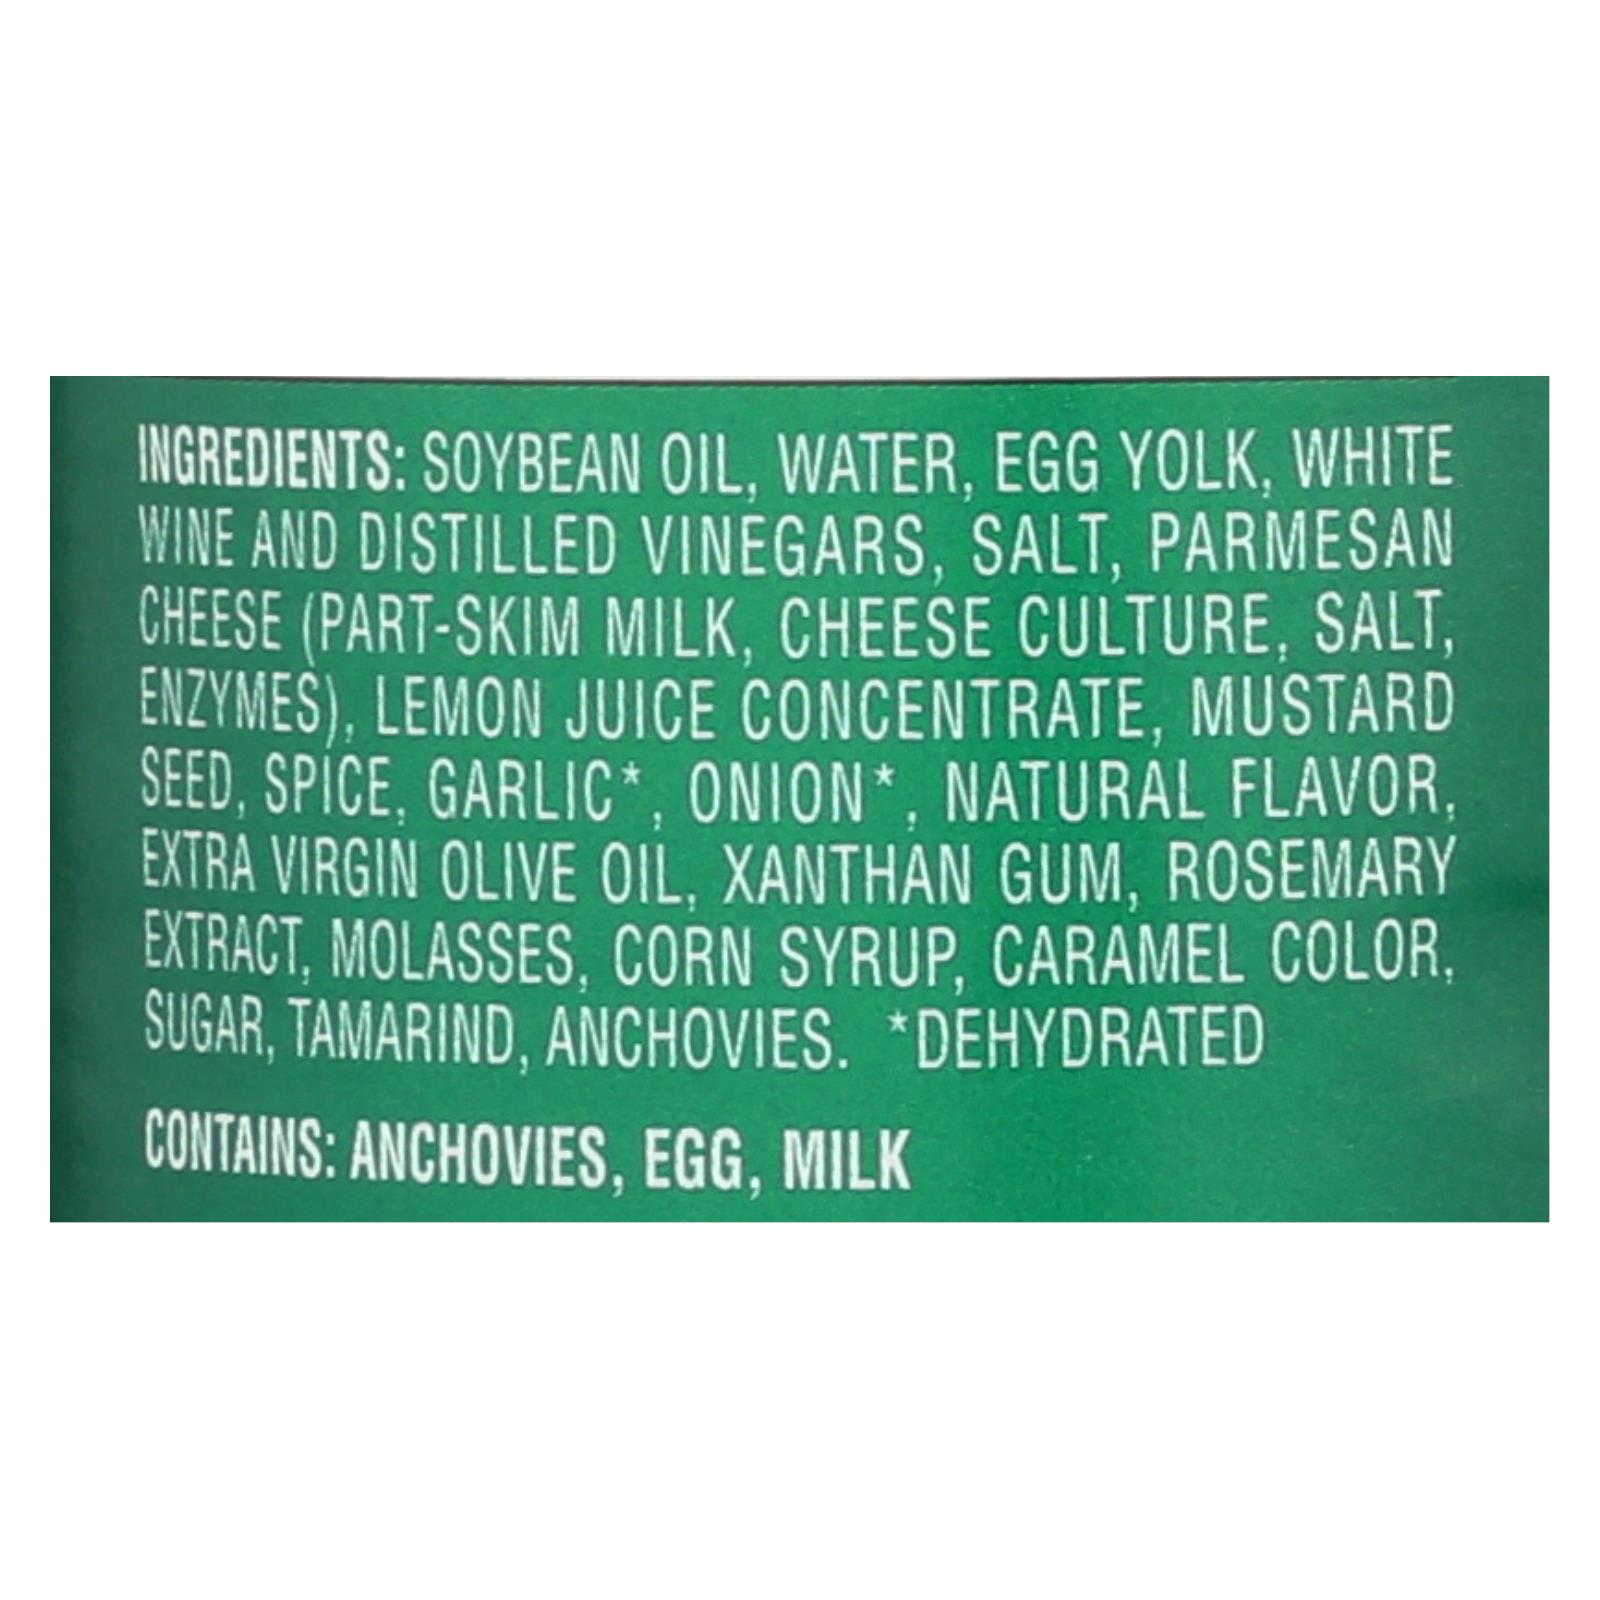 INGREDIENTS: SOYBEAN OIL, WATER, EGG YOLK, WHITE
WINE AND DISTILLED VINEGARS, SALT, PARMESAN
CHEESE (PART-SKIM MILK, CHEESE CULTURE, SALT,
ENZYMES), LEMON JUICE CONCENTRATE, MUSTARD
SEED, SPICE, GARLIC*, ONION*, NATURAL FLAVOR,
EXTRA VIRGIN OLIVE OIL, XANTHAN GUM, ROSEMARY
EXTRACT, MOLASSES, CORN SYRUP, CARAMEL COLOR,
SUGAR, TAMARIND, ANCHOVIES. *DEHYDRATED
CONTAINS: ANCHOVIES, EGG, MILK